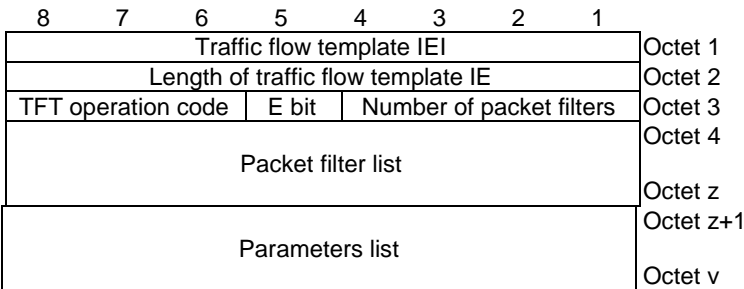 8 7 6 5 4 3 2 1
Traffic flow template IEI Octet 1
Length of traffic flow template IE Octet 2
TFT operation code E bit Number of packet filters Octet 3
Octet 4
Packet filter list
Octet z
Octet z+1
Parameters list
Octet v